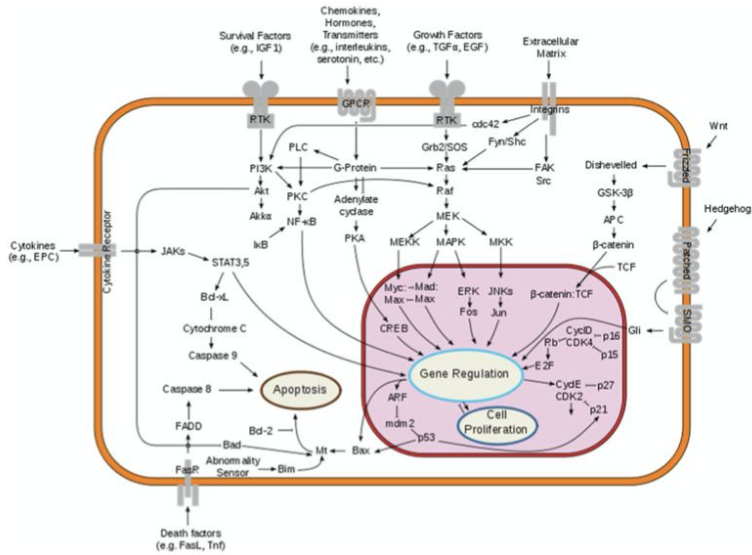 Chemokines,
Hormones,
Survival Factors
Transmitters
Growth Factors
Extracellular
(e.g., IGF1)
(e.g., interleukins,
(e.g., TGFα, EGF)
Matrix
serotonin, etc.)
GPCR
RTK
RTK
Integrins
cdc42
Wnt
PLC
Grb2/SOS
Fyn/Shc
Frizzled
Dishevelled
PI3K
G-Protein
Ras
FAK
Src
Akt
PKC
Raf
GSK-3β
Adenylate
cyclase
Akkα
NF-κB
MEK
APC
Hedgehog
IκB
PKA
MEKK
MAPK
MKK
β-catenin
Cytokines
(e.g., EPC)
Cytokine Receptor
JAKs
STAT3,5
TCF
Patched
Myc:
Mad:
ERK
JNKs
β-catenin:TCF
Bcl-xL
Max
Max
Fos
Jun
SMO
Cytochrome C
CREB
Gli
CyclD
p16
Rb
CDK4
p15
Caspase 9
E2F
Gene Regulation
Caspase 8
Apoptosis
CyclE
p27
ARF
CDK2
p21
FADD
Bcl-2
mdm2
Cell
Proliferation
p53
Bad
Mt
Bax
FasR
Abnormality
Sensor
Bim
Death factors
(e.g. FasL, Tnf)